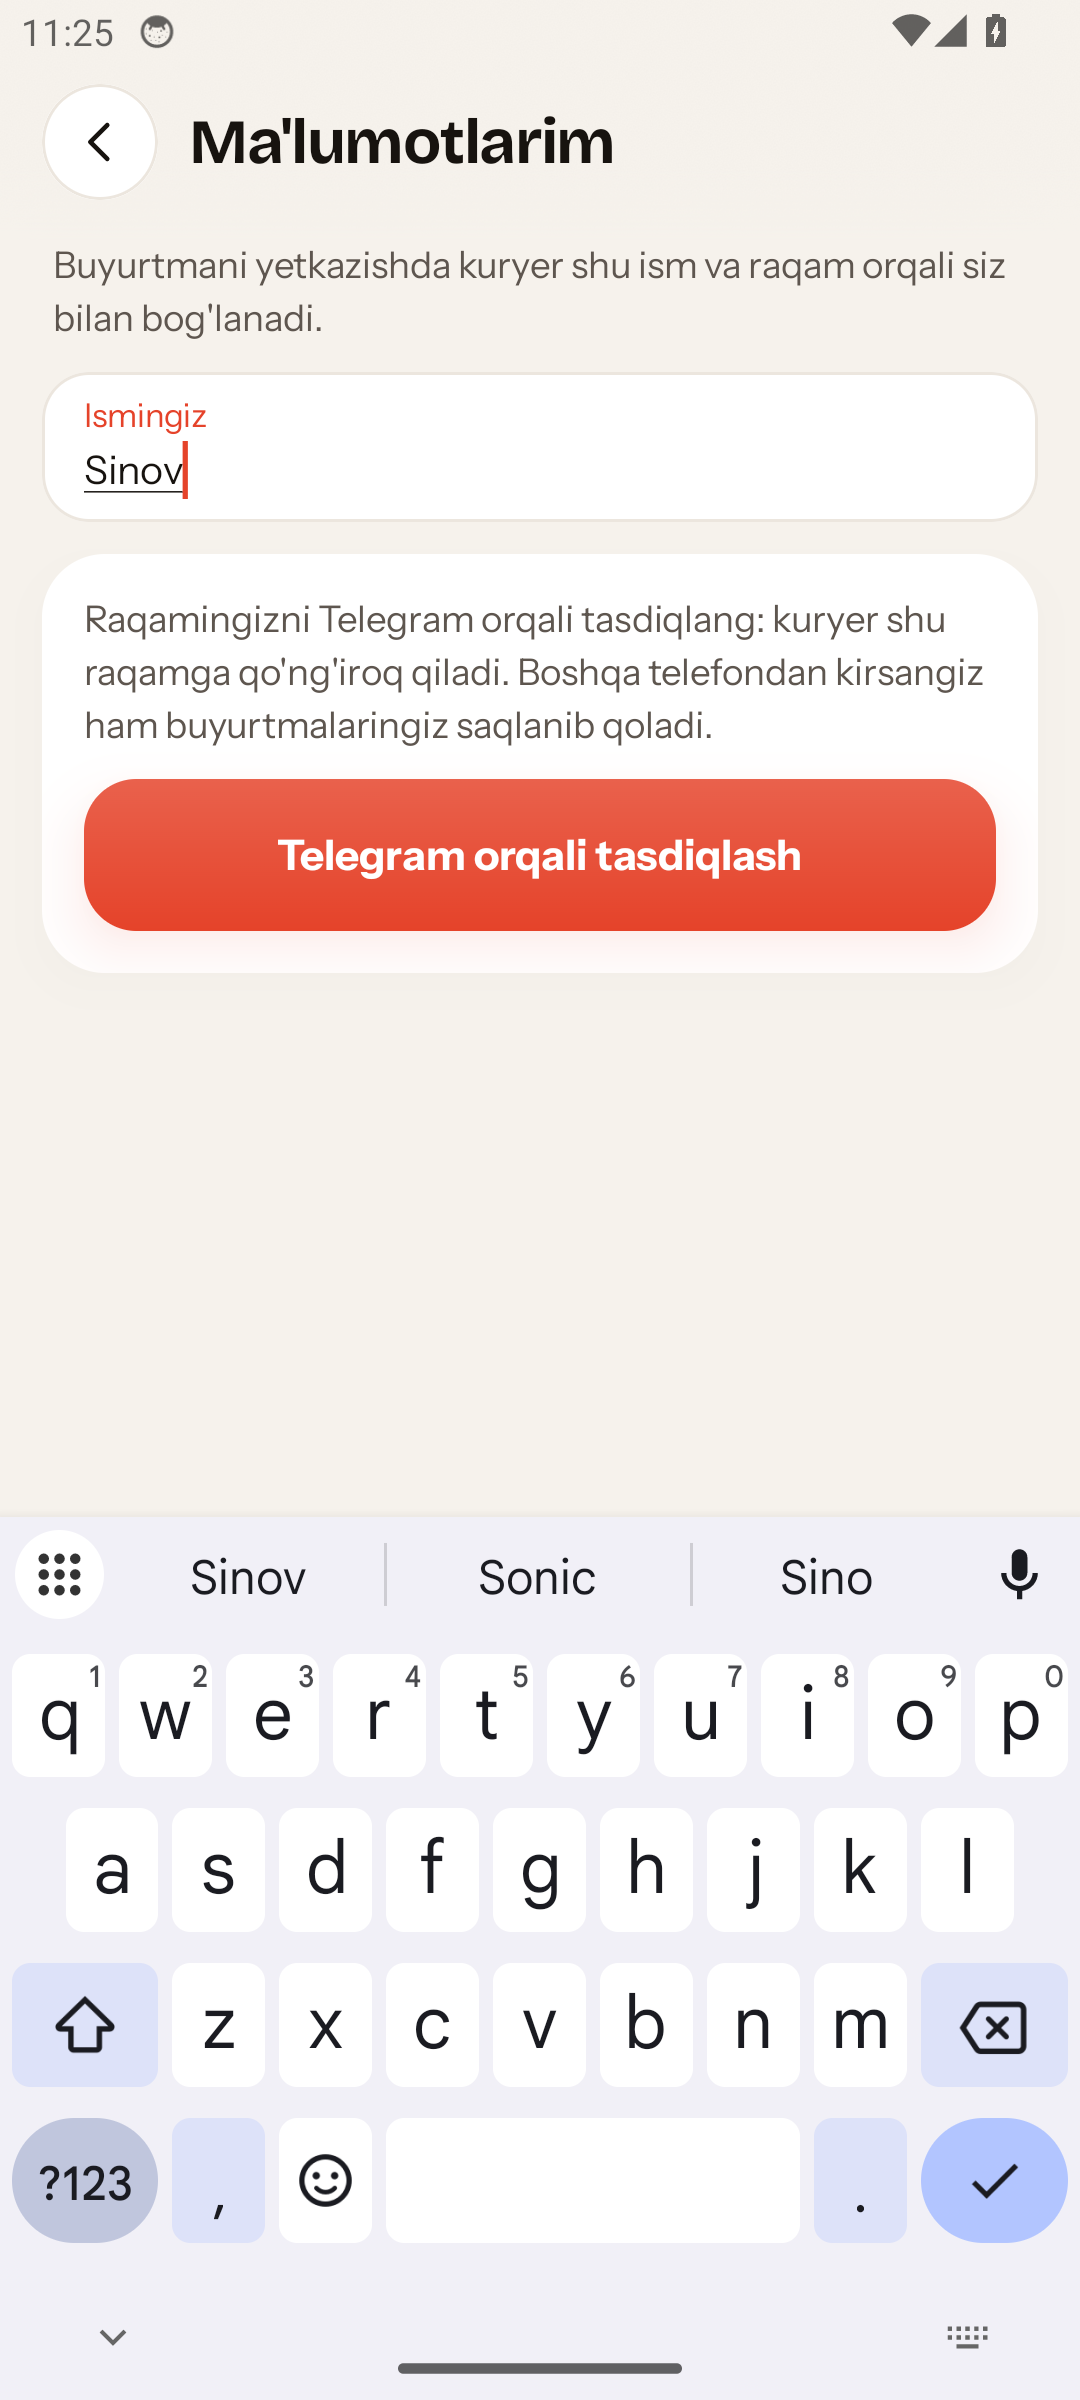 11:25
Ma'lumotlarim
Buyurtmani yetkazishda kuryer shu ism va raqam orqali siz
bilan bog'lanadi.
Ismingiz
Sinov
Raqamingizni Telegram orqali tasdiqlang: kuryer shu
raqamga qo'ng'iroq qiladi. Boshqa telefondan kirsangiz
ham buyurtmalaringiz saqlanib qoladi.
Telegram orqali tasdiqlash
Sinov Sonic Sino
1 2 3 4 5 6 7 8 9 0
q w e r t y u i o p
a s d f g h j k l
z x c v b n m
?123 , .